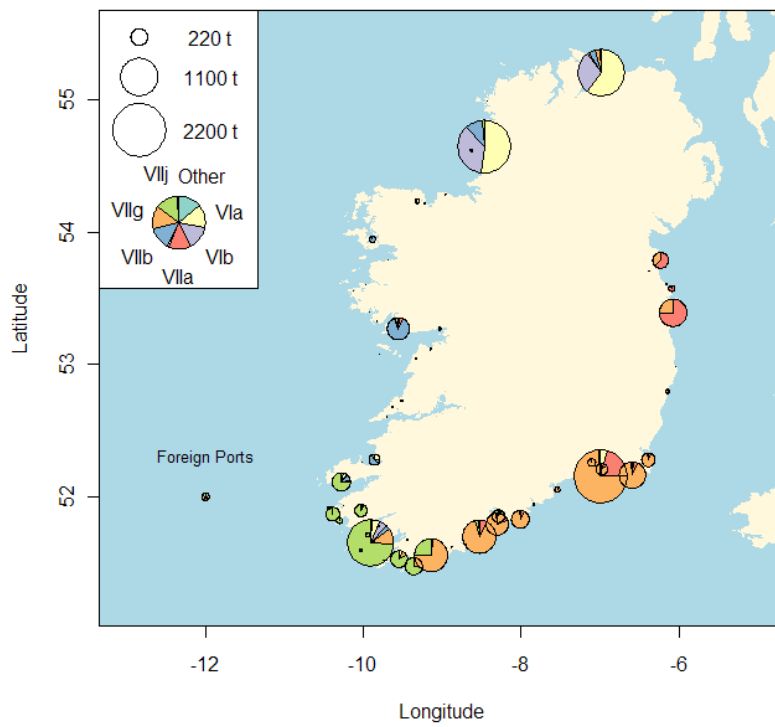 220 t
1100 t
2200 t
VIIj Other
VIIg VIa
VIIb VIb
VIIa
55
54
53
52
Latitude
Foreign Ports
-12 -10 -8 -6
Longitude